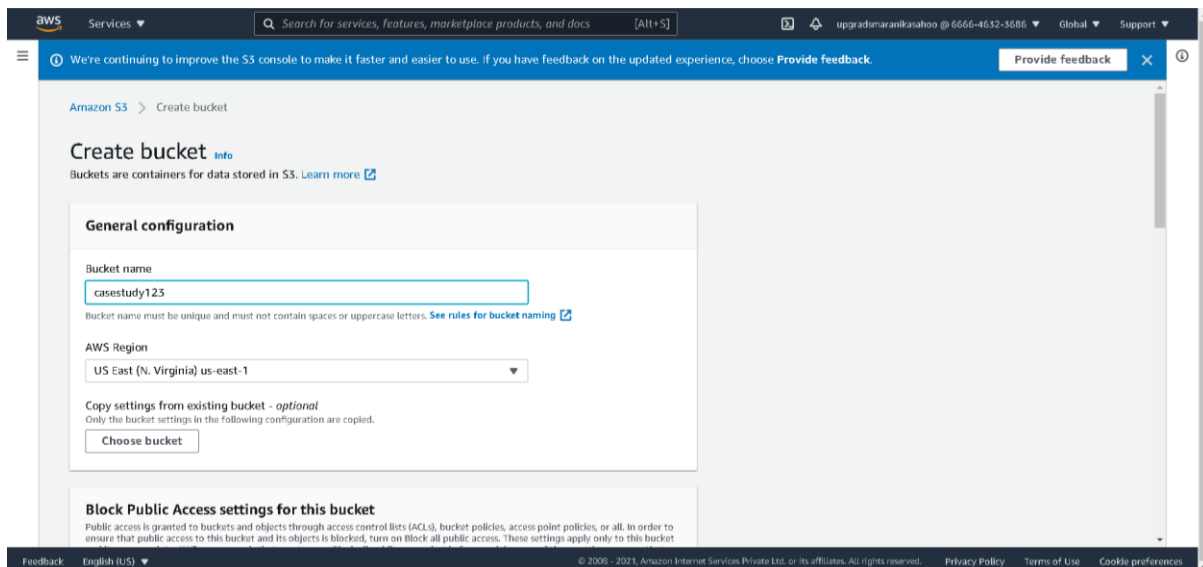 aws Services ▼ Search for services, features, marketplace products, and docs [Alt+S] upgradsmaranikasahoo @ 6666-4632-3686 ▼ Global ▼ Support ▼
We're continuing to improve the S3 console to make it faster and easier to use. If you have feedback on the updated experience, choose Provide feedback. Provide feedback
Amazon S3 > Create bucket
Create bucket Info
Buckets are containers for data stored in S3. Learn more
General configuration
Bucket name
casestudy123
Bucket name must be unique and must not contain spaces or uppercase letters. See rules for bucket naming
AWS Region
US East (N. Virginia) us-east-1
Copy settings from existing bucket - optional
Only the bucket settings in the following configuration are copied.
Choose bucket
Block Public Access settings for this bucket
Public access is granted to buckets and objects through access control lists (ACLs), bucket policies, access point policies, or all. In order to
ensure that public access to this bucket and its objects is blocked, turn on Block all public access. These settings apply only to this bucket
Feedback English (US) ▼ © 2008 - 2021, Amazon Internet Services Private Ltd. or its affiliates. All rights reserved. Privacy Policy Terms of Use Cookie preferences